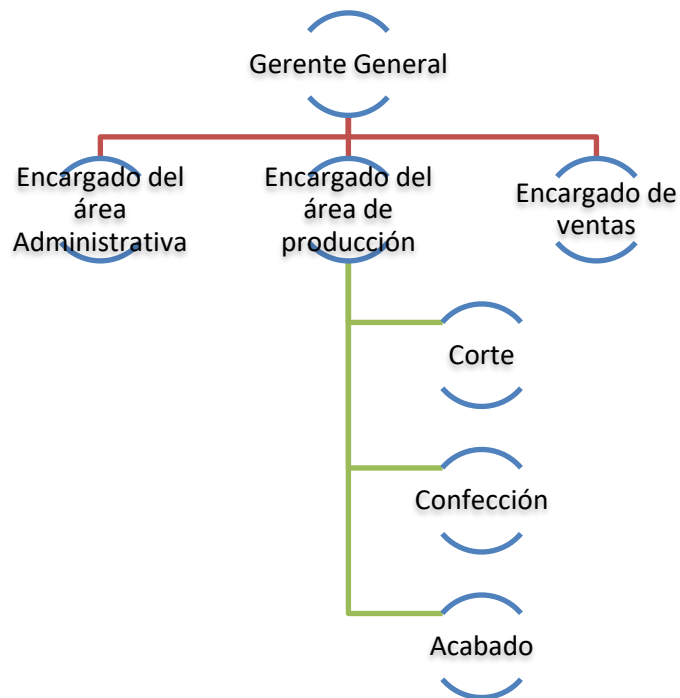 Gerente General
Encargado del
área
Administrativa
Encargado del
área de
producción
Encargado de
ventas
Corte
Confección
Acabado